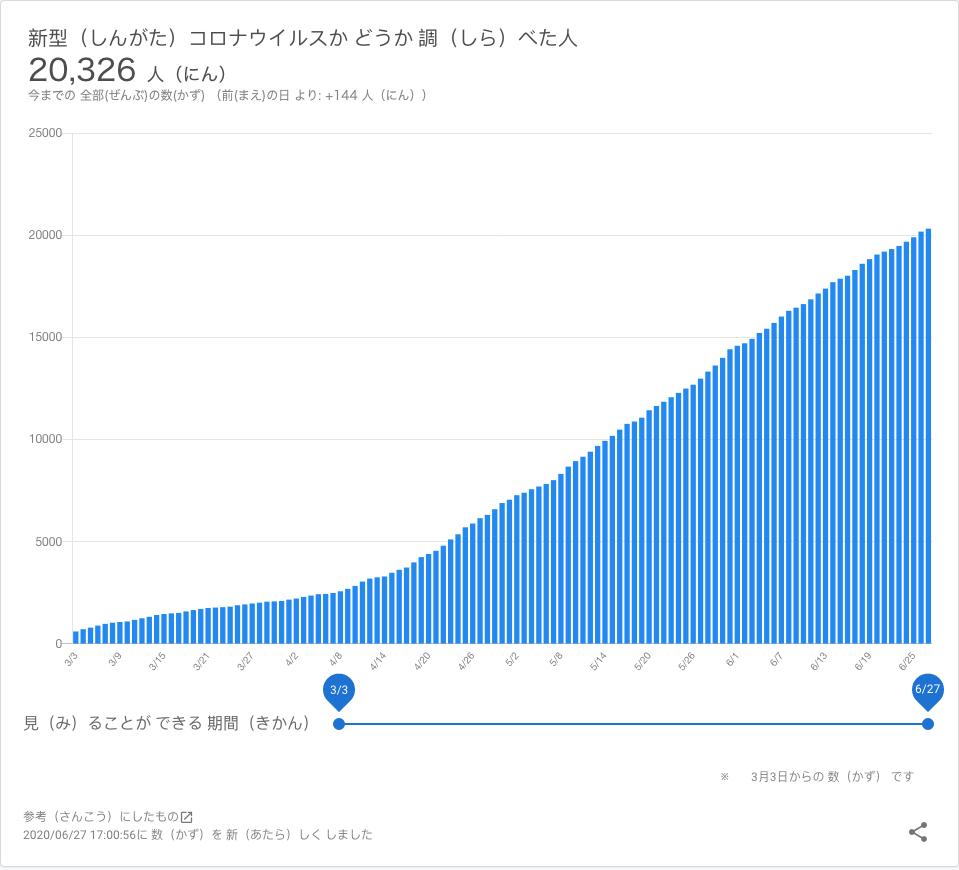 新型（しんがた）コロナウイルスか どうか 調（しら）べた人
20,326 人（にん）
今までの 全部(ぜんぶ)の数(かず) （前(まえ)の日 より: +144 人（にん））
25000
20000
15000
10000
5000
0
3/3 3/9 3/15 3/21 3/27 4/2 4/8 4/14 4/20 4/26 5/2 5/8 5/14 5/20 5/26 6/1 6/7 6/13 6/19 6/25
3/3 6/27
見（み）ることが できる 期間（きかん）
※ 3月3日からの 数（かず） です
参考（さんこう）にしたもの
2020/06/27 17:00:56に 数（かず）を 新（あたら）しく しました